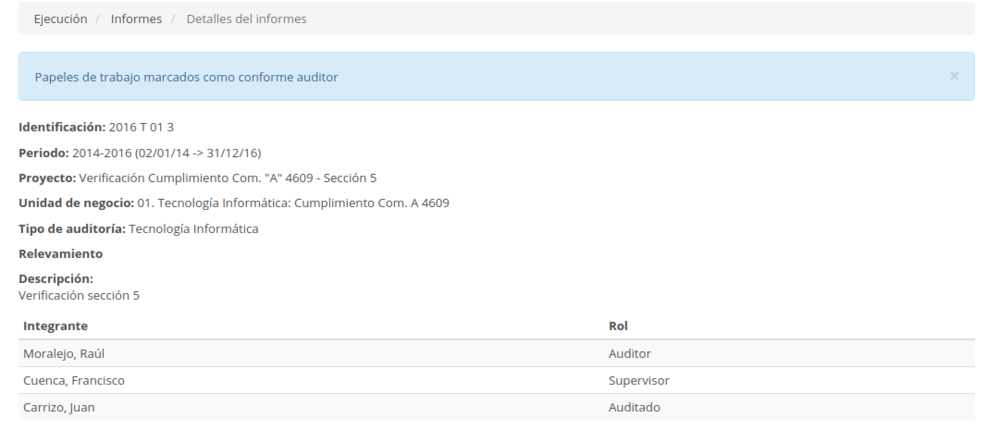 Ejecución / Informes / Detalles del informes
Papeles de trabajo marcados como conforme auditor ×
Identificación: 2016 T 01 3
Periodo: 2014-2016 (02/01/14 -> 31/12/16)
Proyecto: Verificación Cumplimiento Com. "A" 4609 - Sección 5
Unidad de negocio: 01. Tecnología Informática: Cumplimiento Com. A 4609
Tipo de auditoría: Tecnología Informática
Relevamiento
Descripción:
Verificación sección 5
Integrante Rol
Moralejo, Raúl Auditor
Cuenca, Francisco Supervisor
Carrizo, Juan Auditado